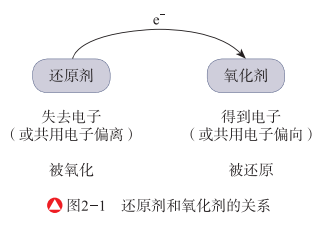 e⁻
还原剂 氧化剂
失去电子 得到电子
（或共用电子偏离） （或共用电子偏向）
被氧化 被还原
图2-1 还原剂和氧化剂的关系